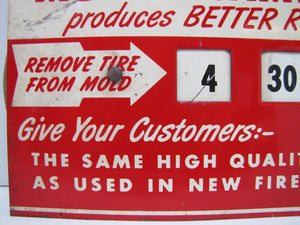 produces BETTER
REMOVE TIRE
FROM MOLD
4
30
Give Your Customers:-
THE SAME HIGH QUALIT
AS USED IN NEW FIRE